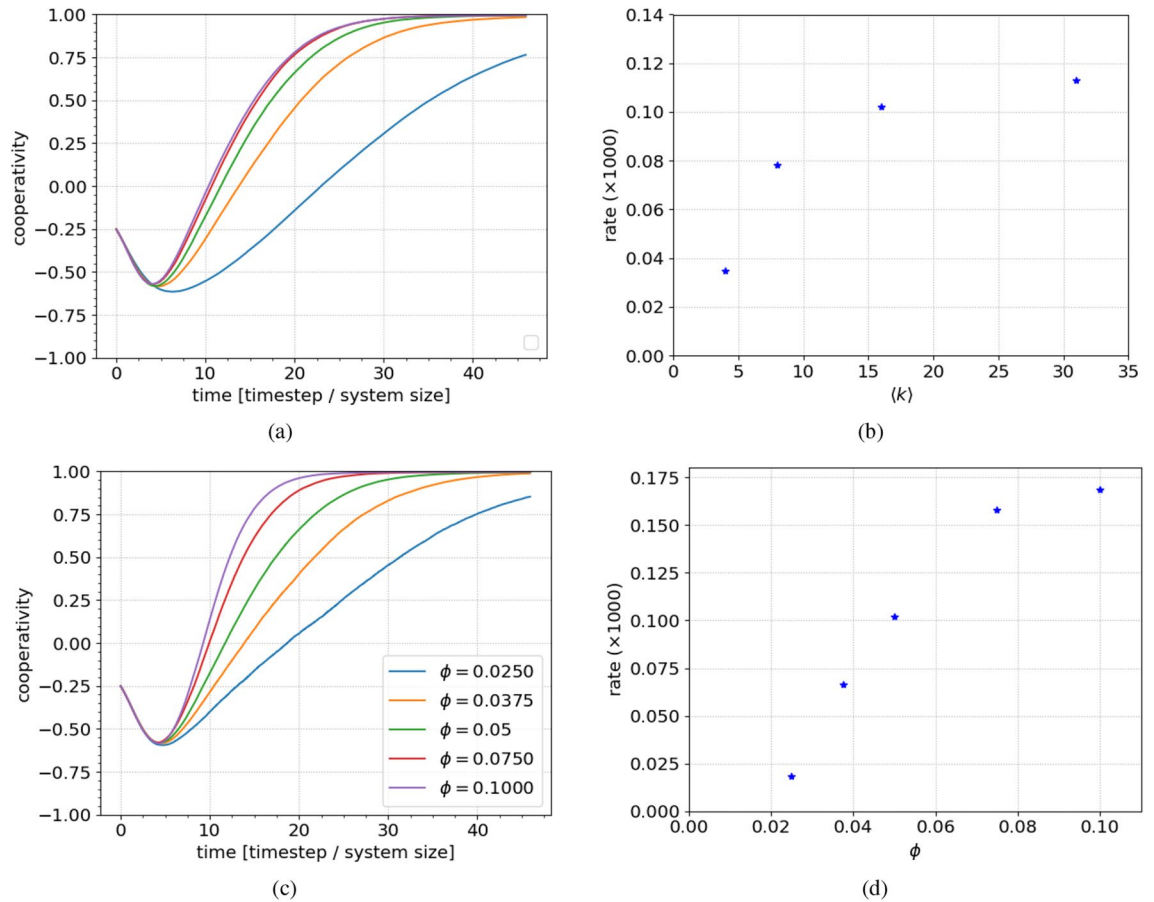 1.00
0.75
0.50
0.25
0.00
−0.25
−0.50
−0.75
−1.00
cooperativity
0 10 20 30 40
time [timestep / system size]
(a)
0.14
0.12
0.10
0.08
0.06
0.04
0.02
0.00
rate (×1000)
0 5 10 15 20 25 30 35
⟨k⟩
(b)
1.00
0.75
0.50
0.25
0.00
−0.25
−0.50
−0.75
−1.00
cooperativity
ϕ = 0.0250
ϕ = 0.0375
ϕ = 0.05
ϕ = 0.0750
ϕ = 0.1000
0 10 20 30 40
time [timestep / system size]
(c)
0.175
0.150
0.125
0.100
0.075
0.050
0.025
0.000
rate (×1000)
0.00 0.02 0.04 0.06 0.08 0.10
ϕ
(d)